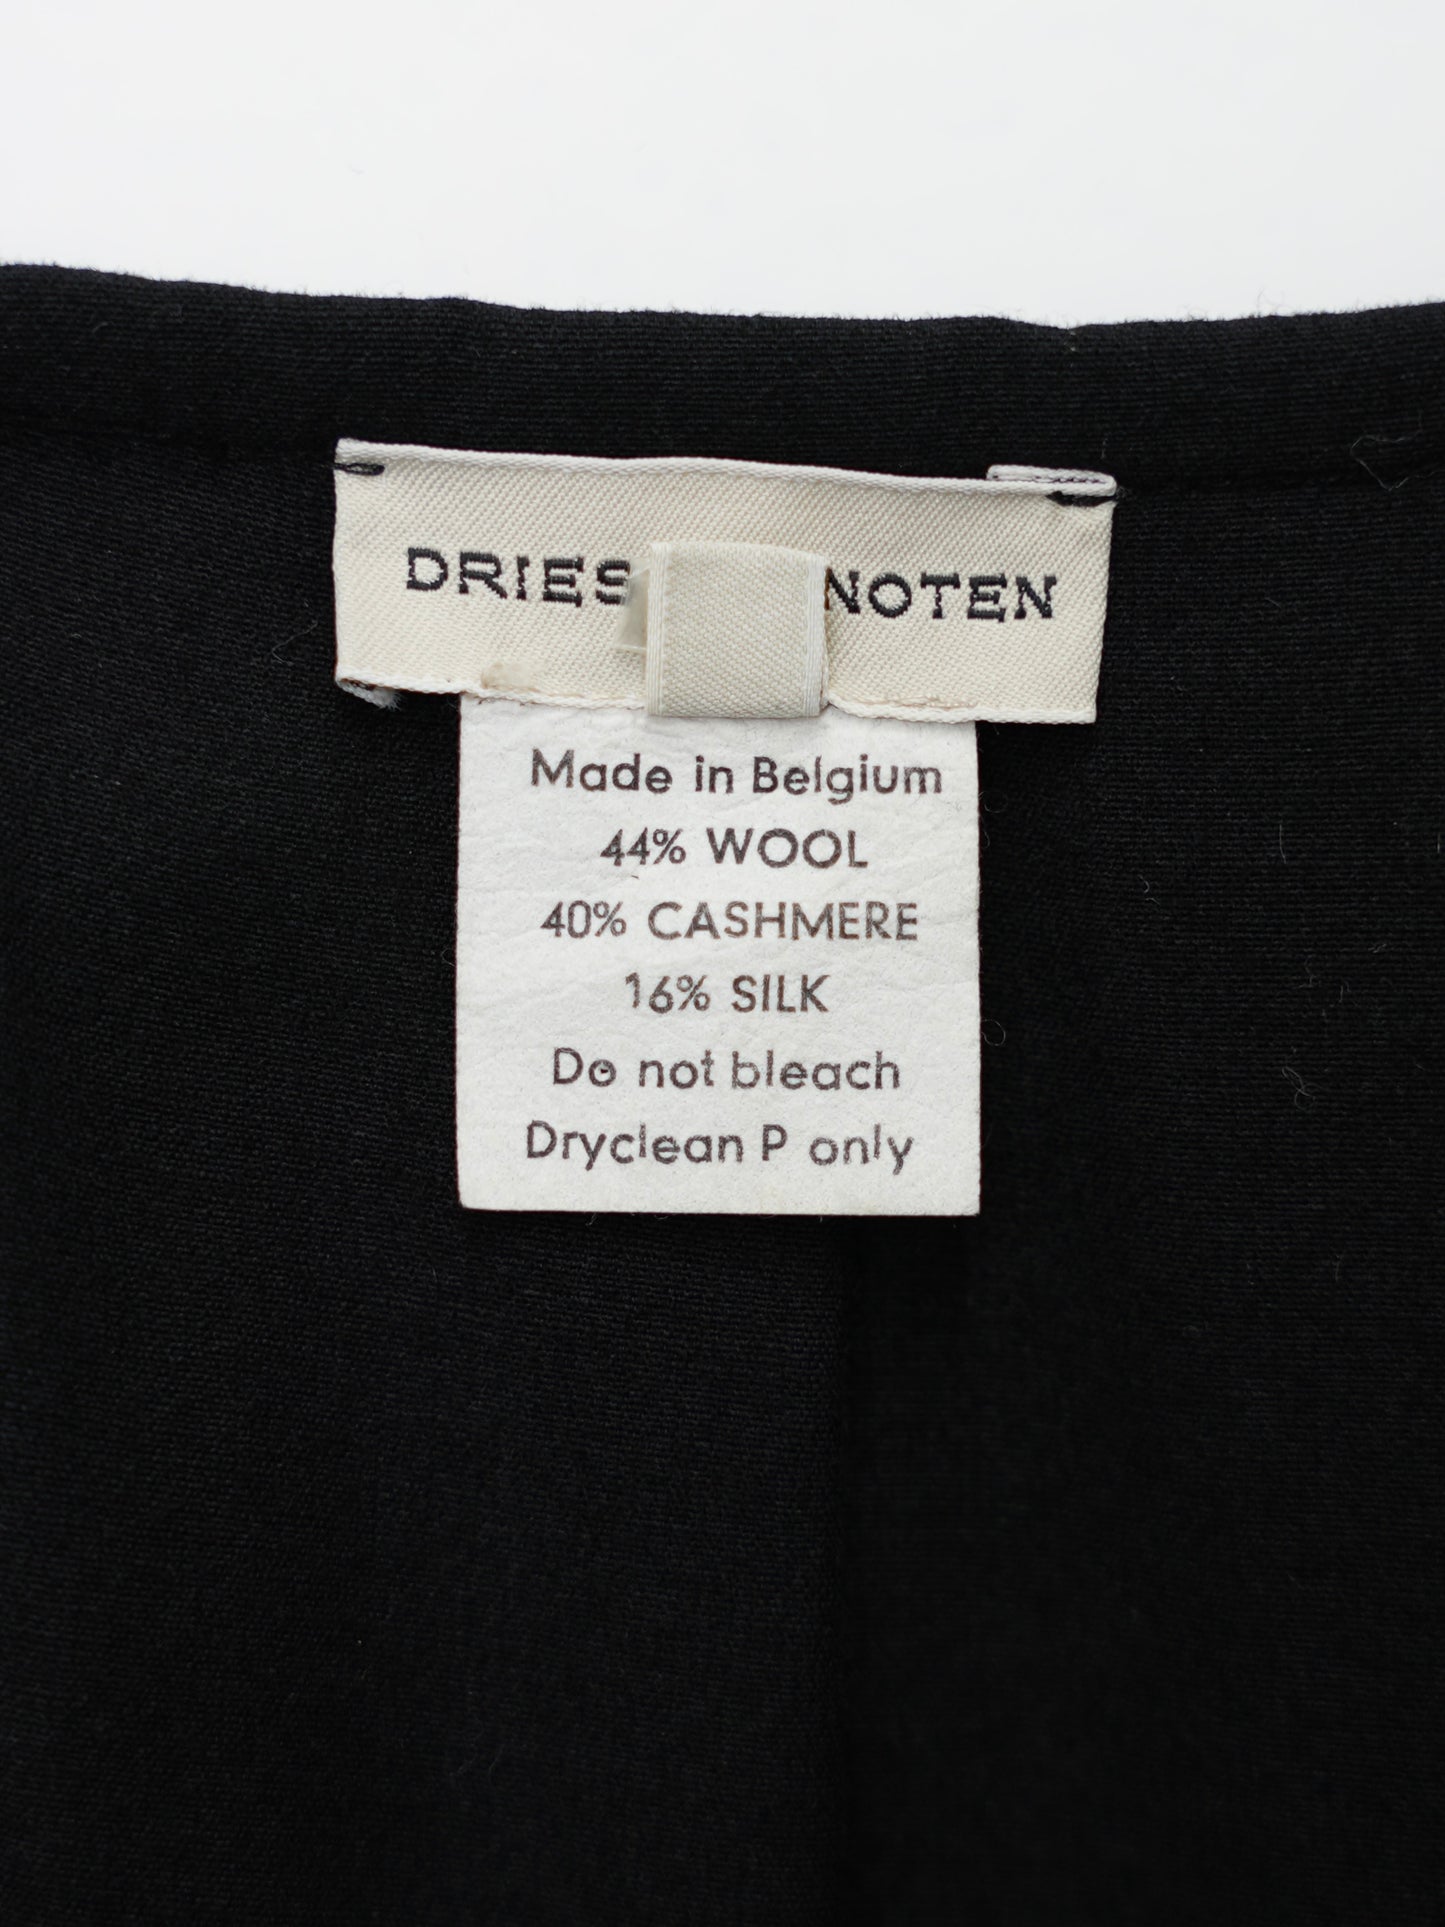 DRIES NOTEN
Made in Belgium
44% WOOL
40% CASHMERE
16% SILK
Do not bleach
Dryclean P only